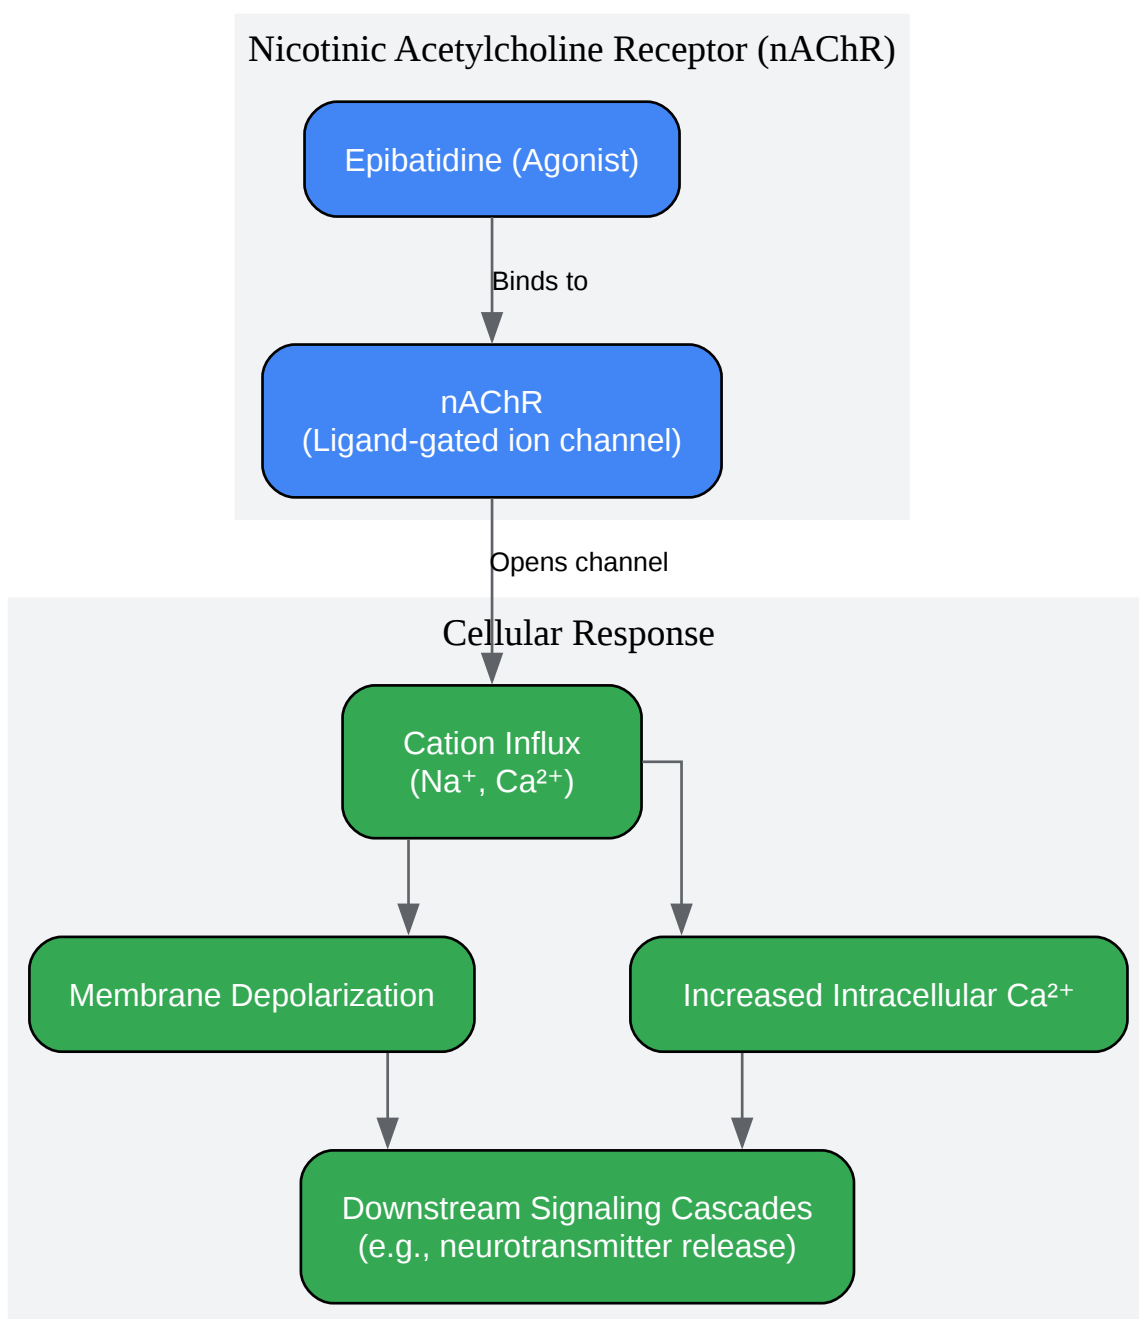 Nicotinic Acetylcholine Receptor (nAChR)
Epibatidine (Agonist)
Binds to
nAChR
(Ligand-gated ion channel)
Opens channel
Cellular Response
Cation Influx
(Na⁺, Ca²⁺)
Membrane Depolarization
Increased Intracellular Ca²⁺
Downstream Signaling Cascades
(e.g., neurotransmitter release)